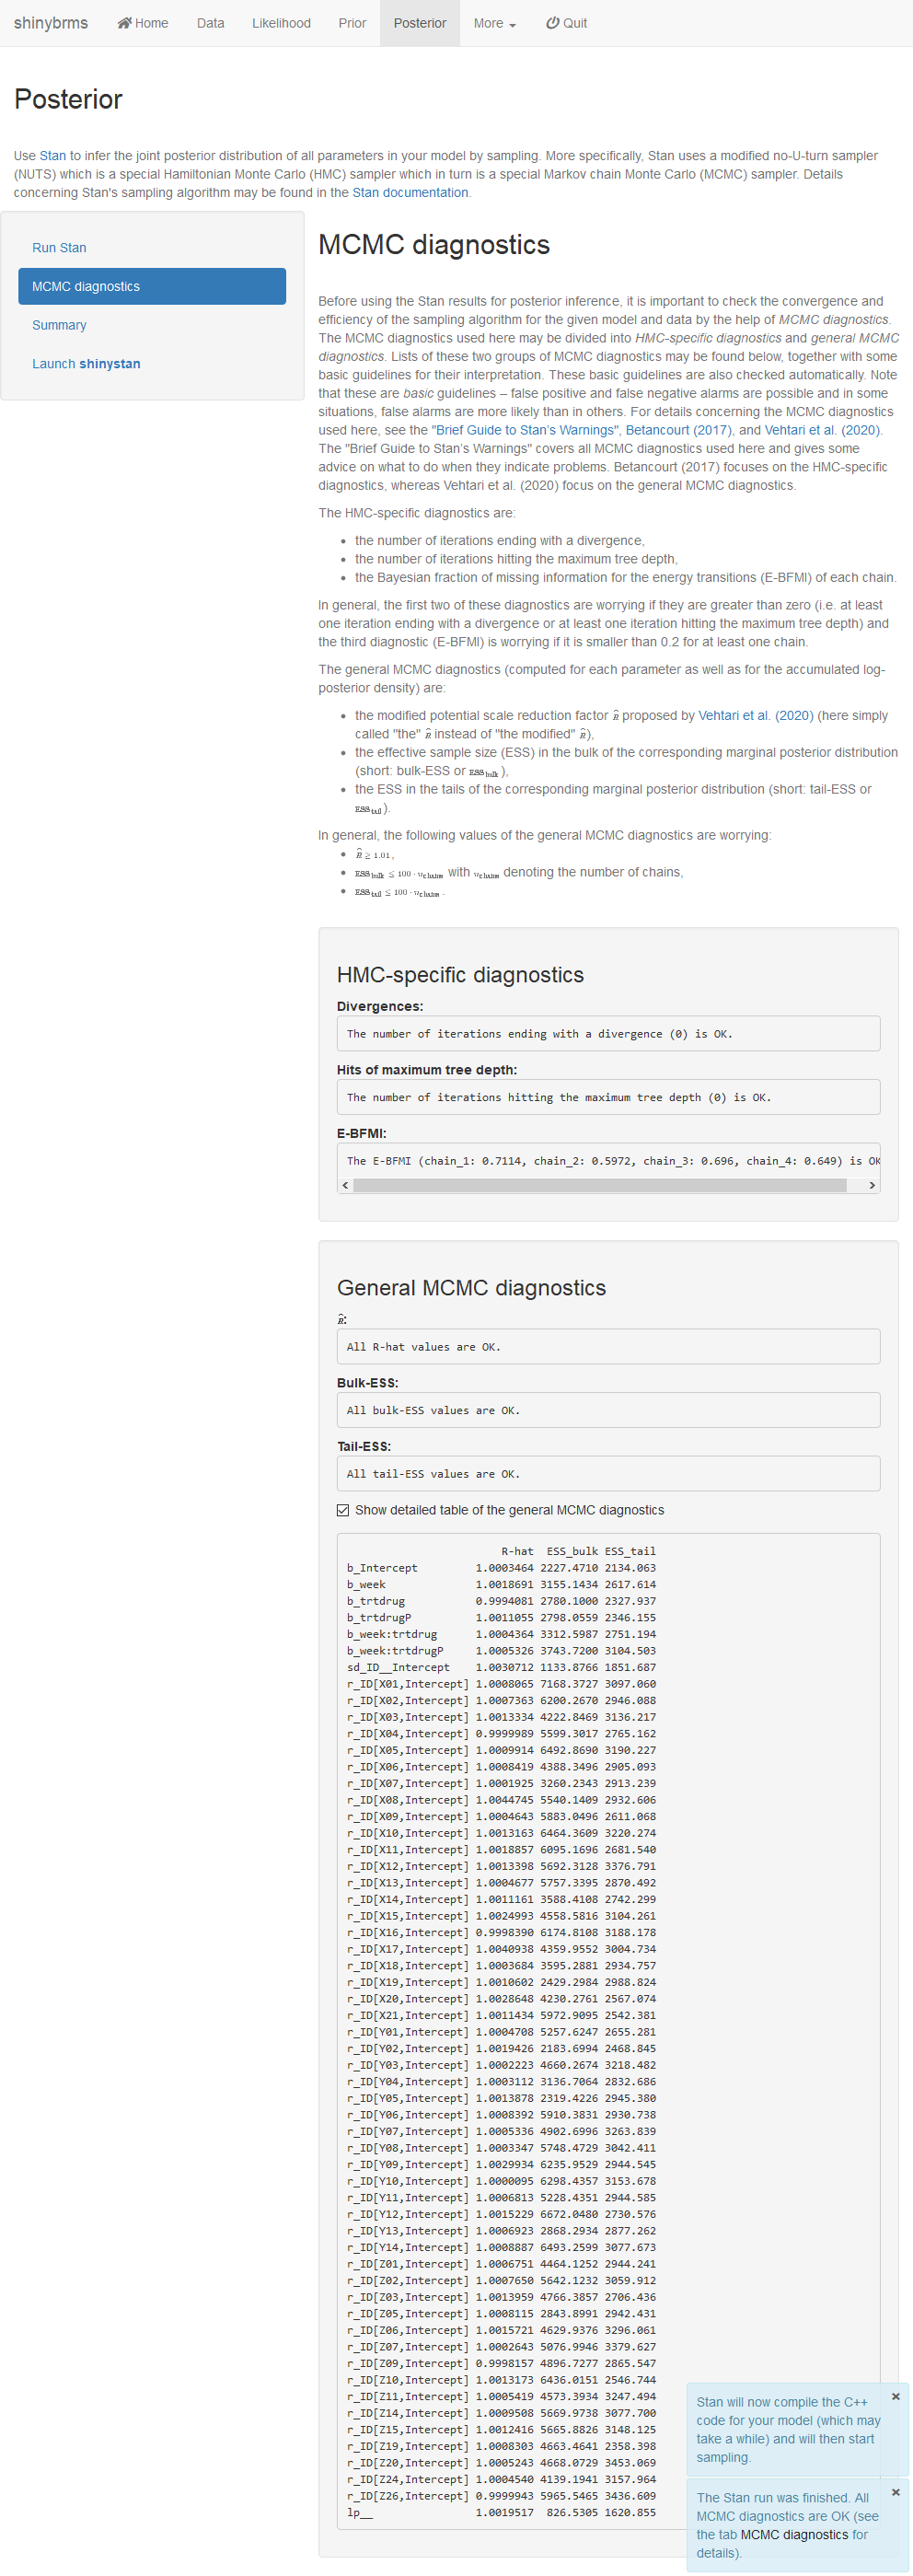 shinybrms Home Data Likelihood Prior Posterior More Quit
Posterior
Use Stan to infer the joint posterior distribution of all parameters in your model by sampling. More specifically, Stan uses a modified no-U-turn sampler
(NUTS) which is a special Hamiltonian Monte Carlo (HMC) sampler which in turn is a special Markov chain Monte Carlo (MCMC) sampler. Details
concerning Stan's sampling algorithm may be found in the Stan documentation.
Run Stan
MCMC diagnostics
Summary
Launch shinystan
MCMC diagnostics
Before using the Stan results for posterior inference, it is important to check the convergence and
efficiency of the sampling algorithm for the given model and data by the help of MCMC diagnostics.
The MCMC diagnostics used here may be divided into HMC-specific diagnostics and general MCMC
diagnostics. Lists of these two groups of MCMC diagnostics may be found below, together with some
basic guidelines for their interpretation. These basic guidelines are also checked automatically. Note
that these are basic guidelines – false positive and false negative alarms are possible and in some
situations, false alarms are more likely than in others. For details concerning the MCMC diagnostics
used here, see the "Brief Guide to Stan's Warnings", Betancourt (2017), and Vehtari et al. (2020).
The "Brief Guide to Stan's Warnings" covers all MCMC diagnostics used here and gives some
advice on what to do when they indicate problems. Betancourt (2017) focuses on the HMC-specific
diagnostics, whereas Vehtari et al. (2020) focus on the general MCMC diagnostics.
The HMC-specific diagnostics are:
• the number of iterations ending with a divergence,
• the number of iterations hitting the maximum tree depth,
• the Bayesian fraction of missing information for the energy transitions (E-BFMI) of each chain.
In general, the first two of these diagnostics are worrying if they are greater than zero (i.e. at least
one iteration ending with a divergence or at least one iteration hitting the maximum tree depth) and
the third diagnostic (E-BFMI) is worrying if it is smaller than 0.2 for at least one chain.
The general MCMC diagnostics (computed for each parameter as well as for the accumulated log-
posterior density) are:
• the modified potential scale reduction factor R̂ proposed by Vehtari et al. (2020) (here simply
called "the" R̂ instead of "the modified" R̂),
• the effective sample size (ESS) in the bulk of the corresponding marginal posterior distribution
(short: bulk-ESS or ESS_bulk),
• the ESS in the tails of the corresponding marginal posterior distribution (short: tail-ESS or
ESS_tail).
In general, the following values of the general MCMC diagnostics are worrying:
• R̂ ≥ 1.01,
• ESS_bulk ≤ 100 · n_chains with n_chains denoting the number of chains,
• ESS_tail ≤ 100 · n_chains.
HMC-specific diagnostics
Divergences:
The number of iterations ending with a divergence (0) is OK.
Hits of maximum tree depth:
The number of iterations hitting the maximum tree depth (0) is OK.
E-BFMI:
The E-BFMI (chain_1: 0.7114, chain_2: 0.5972, chain_3: 0.696, chain_4: 0.649) is OK
General MCMC diagnostics
R̂:
All R-hat values are OK.
Bulk-ESS:
All bulk-ESS values are OK.
Tail-ESS:
All tail-ESS values are OK.
Show detailed table of the general MCMC diagnostics
R-hat ESS_bulk ESS_tail
b_Intercept 1.0003464 2227.4710 2134.063
b_week 1.0018691 3155.1434 2617.614
b_trtdrug 0.9994081 2780.1000 2327.937
b_trtdrugP 1.0011055 2798.0559 2346.155
b_week:trtdrug 1.0004364 3312.5987 2751.194
b_week:trtdrugP 1.0005326 3743.7200 3104.503
sd_ID__Intercept 1.0030712 1133.8766 1851.687
r_ID[X01,Intercept] 1.0008065 7168.3727 3097.060
r_ID[X02,Intercept] 1.0007363 6200.2670 2946.088
r_ID[X03,Intercept] 1.0013334 4222.8469 3136.217
r_ID[X04,Intercept] 0.9999989 5599.3017 2765.162
r_ID[X05,Intercept] 1.0009914 6492.8690 3190.227
r_ID[X06,Intercept] 1.0008419 4388.3496 2905.093
r_ID[X07,Intercept] 1.0001925 3260.2343 2913.239
r_ID[X08,Intercept] 1.0044745 5540.1409 2932.606
r_ID[X09,Intercept] 1.0004643 5883.0496 2611.068
r_ID[X10,Intercept] 1.0013163 6464.3609 3220.274
r_ID[X11,Intercept] 1.0018857 6095.1696 2681.540
r_ID[X12,Intercept] 1.0013398 5692.3128 3376.791
r_ID[X13,Intercept] 1.0004677 5757.3395 2870.492
r_ID[X14,Intercept] 1.0011161 3588.4108 2742.299
r_ID[X15,Intercept] 1.0024993 4558.5816 3104.261
r_ID[X16,Intercept] 0.9998390 6174.8108 3188.178
r_ID[X17,Intercept] 1.0040938 4359.9552 3004.734
r_ID[X18,Intercept] 1.0003684 3595.2881 2934.757
r_ID[X19,Intercept] 1.0010602 2429.2984 2988.824
r_ID[X20,Intercept] 1.0028648 4230.2761 2567.074
r_ID[X21,Intercept] 1.0011434 5972.9095 2542.381
r_ID[Y01,Intercept] 1.0004708 5257.6247 2655.281
r_ID[Y02,Intercept] 1.0019426 2183.6994 2468.845
r_ID[Y03,Intercept] 1.0002223 4660.2674 3218.482
r_ID[Y04,Intercept] 1.0003112 3136.7064 2832.686
r_ID[Y05,Intercept] 1.0013878 2319.4226 2945.380
r_ID[Y06,Intercept] 1.0008392 5910.3831 2930.738
r_ID[Y07,Intercept] 1.0005336 4902.6996 3263.839
r_ID[Y08,Intercept] 1.0003347 5748.4729 3042.411
r_ID[Y09,Intercept] 1.0029934 6235.9529 2944.545
r_ID[Y10,Intercept] 1.0000095 6298.4357 3153.678
r_ID[Y11,Intercept] 1.0006813 5228.4351 2944.585
r_ID[Y12,Intercept] 1.0015229 6672.0480 2730.576
r_ID[Y13,Intercept] 1.0006923 2868.2934 2877.262
r_ID[Y14,Intercept] 1.0008887 6493.2599 3077.673
r_ID[Z01,Intercept] 1.0006751 4464.1252 2944.241
r_ID[Z02,Intercept] 1.0007650 5642.1232 3059.912
r_ID[Z03,Intercept] 1.0013959 4766.3857 2706.436
r_ID[Z05,Intercept] 1.0008115 2843.8991 2942.431
r_ID[Z06,Intercept] 1.0015721 4629.9376 3296.061
r_ID[Z07,Intercept] 1.0002643 5076.9946 3379.627
r_ID[Z09,Intercept] 0.9998157 4896.7277 2865.547
r_ID[Z10,Intercept] 1.0013173 6436.0151 2546.744
r_ID[Z11,Intercept] 1.0005419 4573.3934 3247.494
r_ID[Z14,Intercept] 1.0009508 5669.9738 3077.700
r_ID[Z15,Intercept] 1.0012416 5665.8826 3148.125
r_ID[Z19,Intercept] 1.0008303 4663.4641 2358.398
r_ID[Z20,Intercept] 1.0005243 4668.0729 3453.069
r_ID[Z24,Intercept] 1.0004540 4139.1941 3157.964
r_ID[Z26,Intercept] 0.9999943 5965.5465 3436.609
lp__ 1.0019517 826.5305 1620.855
Stan will now compile the C++
code for your model (which may
take a while) and will then start
sampling.
The Stan run was finished. All
MCMC diagnostics are OK (see
the tab MCMC diagnostics for
details).